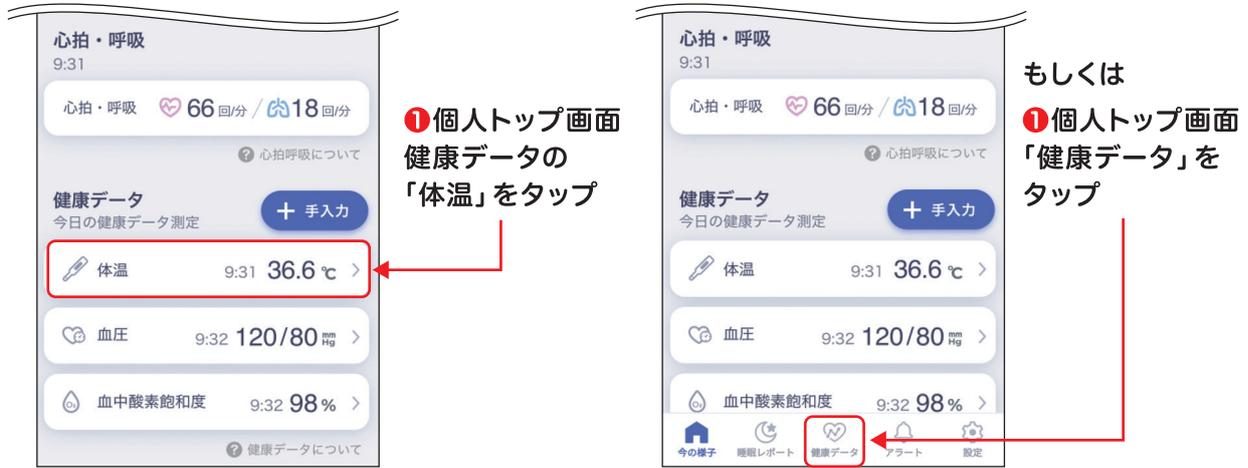 心拍・呼吸
9:31
心拍・呼吸 66 回/分 / 18 回/分
? 心拍呼吸について
健康データ
今日の健康データ測定
+ 手入力
体温 9:31 36.6 ℃
血圧 9:32 120/80 mmHg
血中酸素飽和度 9:32 98 %
? 健康データについて
❶個人トップ画面
健康データの
「体温」をタップ
心拍・呼吸
9:31
心拍・呼吸 66 回/分 / 18 回/分
? 心拍呼吸について
健康データ
今日の健康データ測定
+ 手入力
体温 9:31 36.6 ℃
血圧 9:32 120/80 mmHg
血中酸素飽和度 9:32 98 %
今の様子 睡眠レポート 健康データ アラート 設定
もしくは
❶個人トップ画面
「健康データ」を
タップ